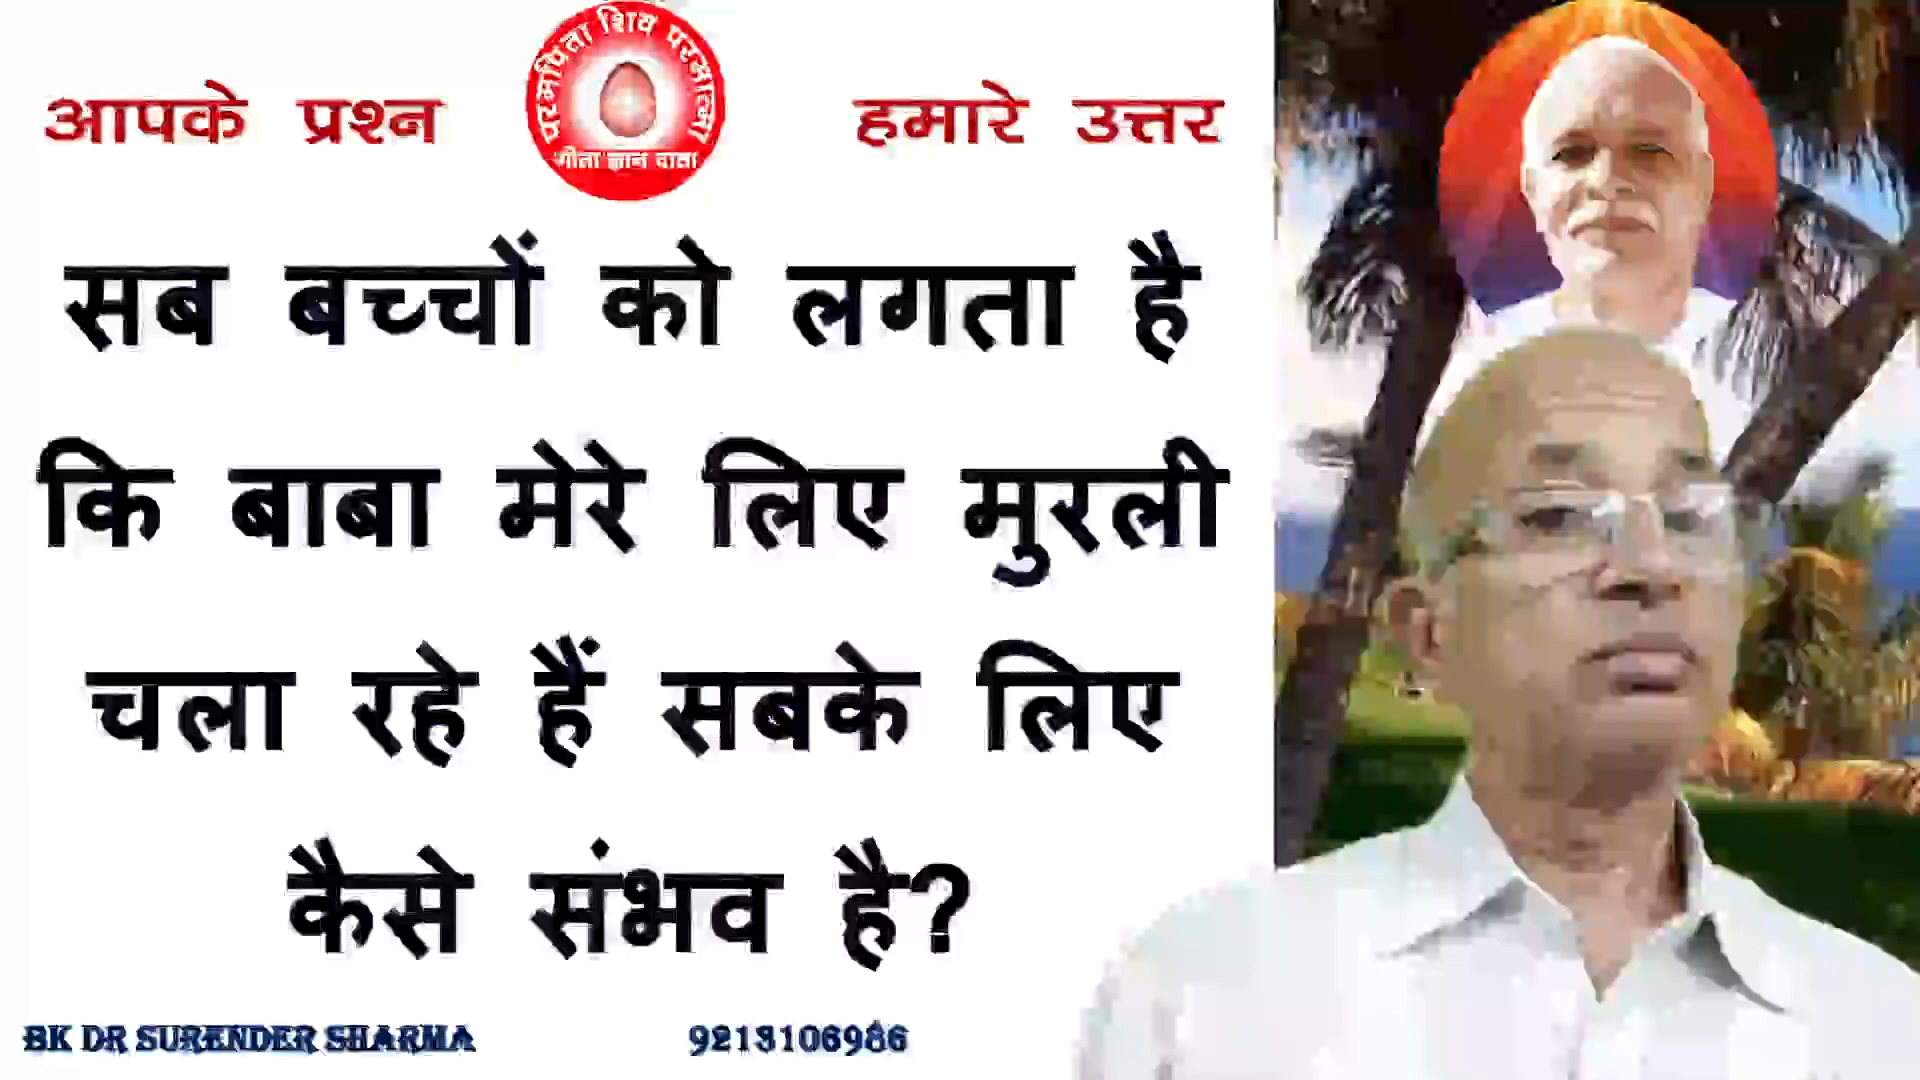 आपके प्रश्न
परमपिता शिव परमात्मा
गीता ज्ञान दाता
हमारे उत्तर
सब बच्चों को लगता है
कि बाबा मेरे लिए मुरली
चला रहे हैं सबके लिए
कैसे संभव है?
BK DR SURENDER SHARMA
9213106986